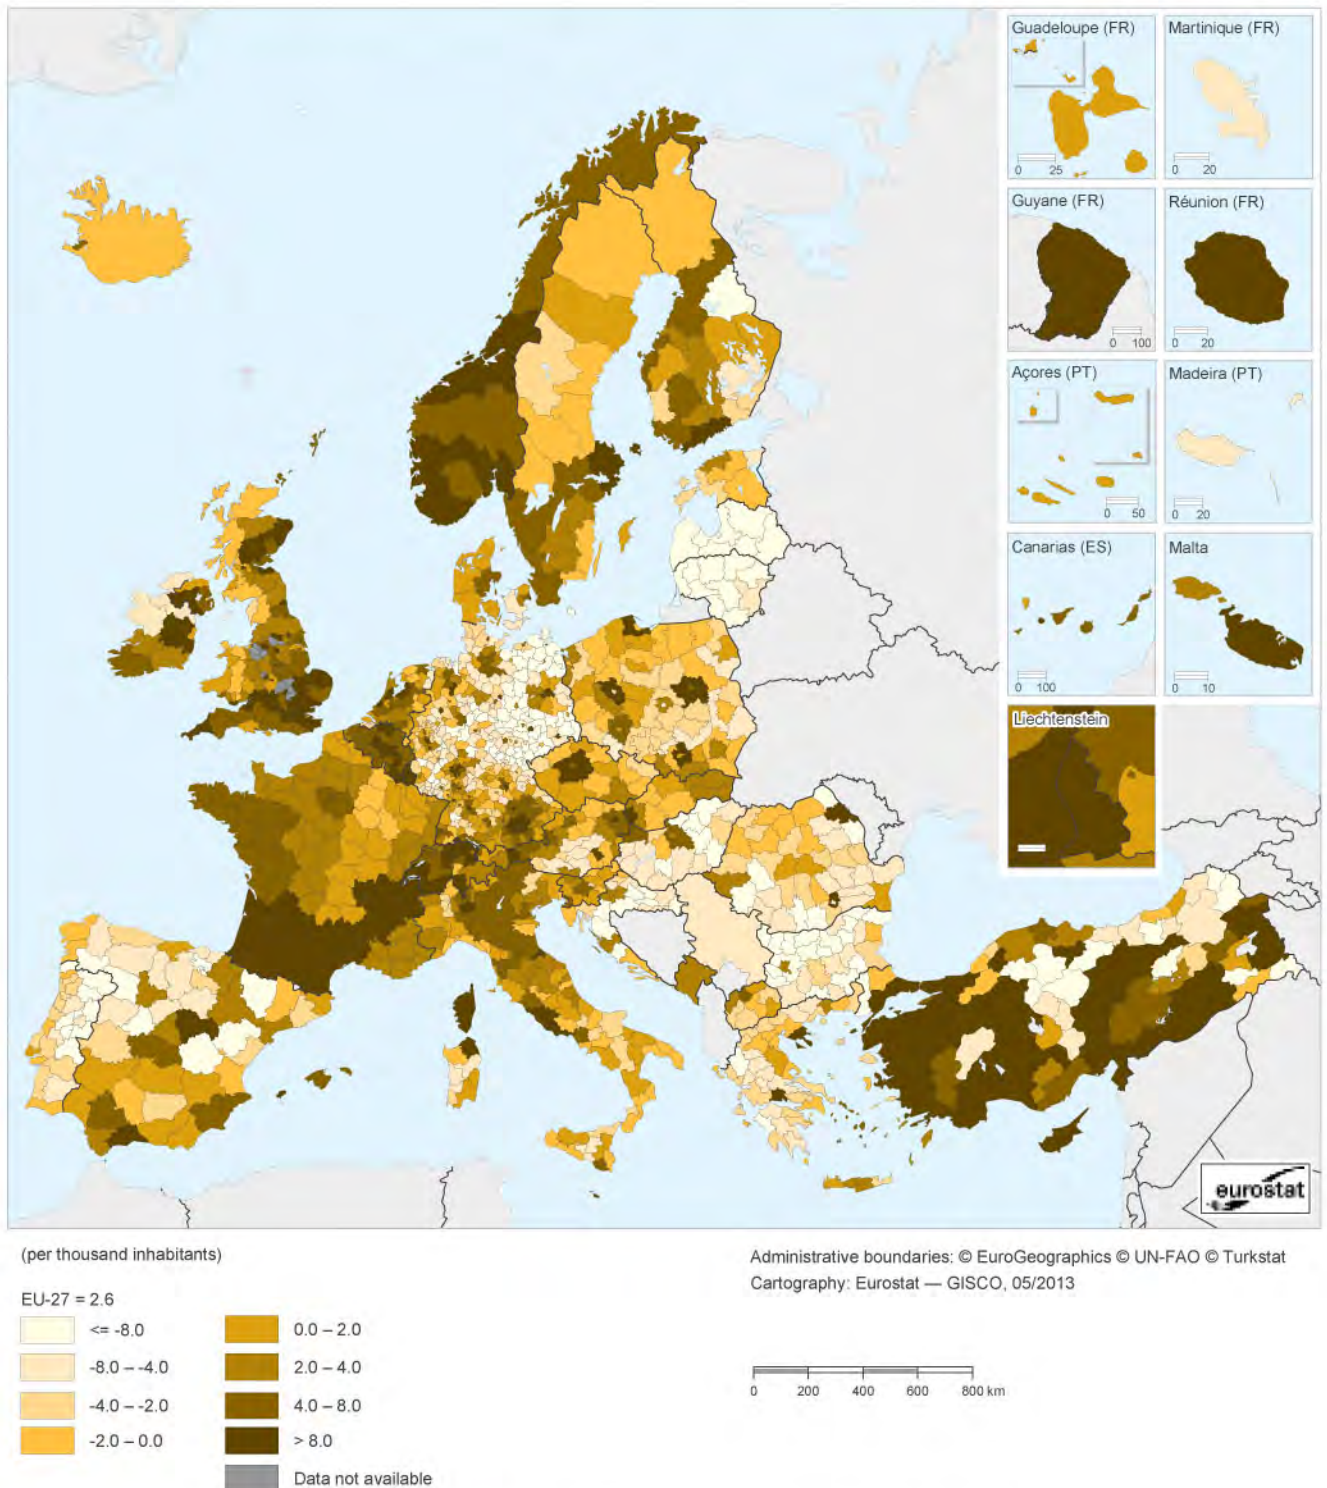 Guadeloupe (FR)
0 25
Martinique (FR)
0 20
Guyane (FR)
0 100
Réunion (FR)
0 20
Açores (PT)
0 50
Madeira (PT)
0 20
Canarias (ES)
0 100
Malta
0 10
Liechtenstein
eurostat
(per thousand inhabitants)
EU-27 = 2.6
<= -8.0
-8.0 – -4.0
-4.0 – -2.0
-2.0 – 0.0
0.0 – 2.0
2.0 – 4.0
4.0 – 8.0
> 8.0
Data not available
Administrative boundaries: © EuroGeographics © UN-FAO © Turkstat
Cartography: Eurostat — GISCO, 05/2013
0 200 400 600 800 km